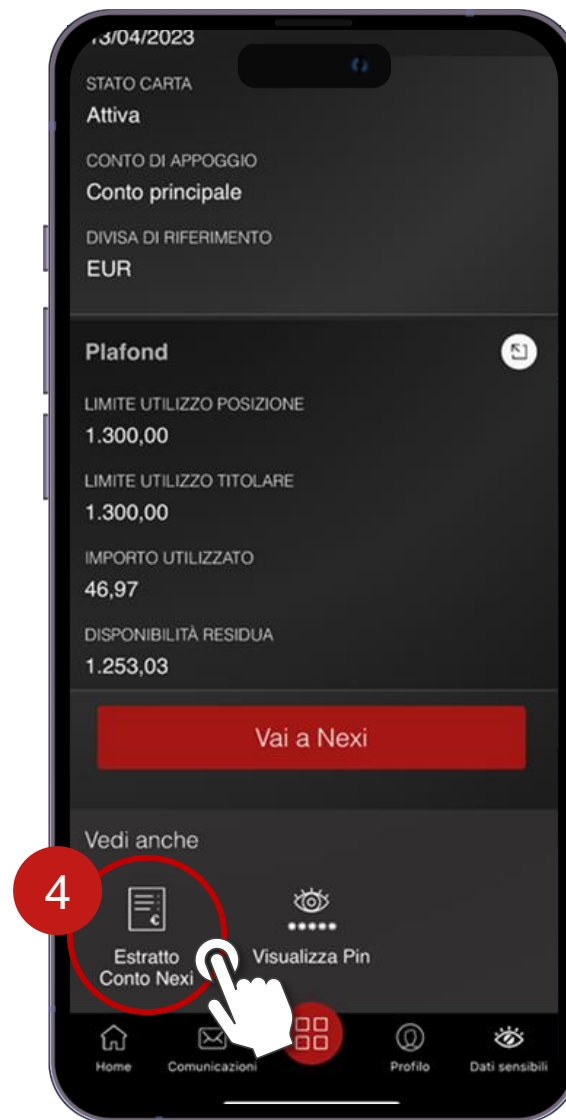 13/04/2023
STATO CARTA
Attiva
CONTO DI APPOGGIO
Conto principale
DIVISA DI RIFERIMENTO
EUR
Plafond
LIMITE UTILIZZO POSIZIONE
1.300,00
LIMITE UTILIZZO TITOLARE
1.300,00
IMPORTO UTILIZZATO
46,97
DISPONIBILITÀ RESIDUA
1.253,03
Vai a Nexi
Vedi anche
4
Estratto
Conto Nexi
Visualizza Pin
Home Comunicazioni Profilo Dati sensibili